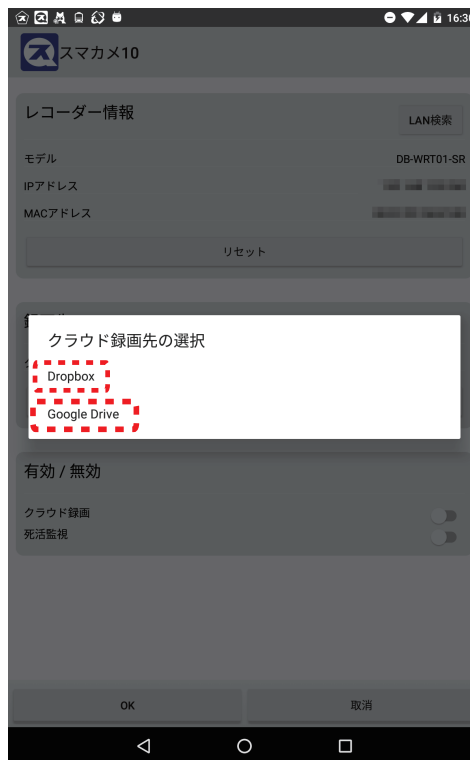 16:30
スマカメ10
レコーダー情報
LAN検索
モデル
DB-WRT01-SR
IPアドレス
MACアドレス
リセット
クラウド録画先の選択
Dropbox
Google Drive
有効 / 無効
クラウド録画
死活監視
OK
取消